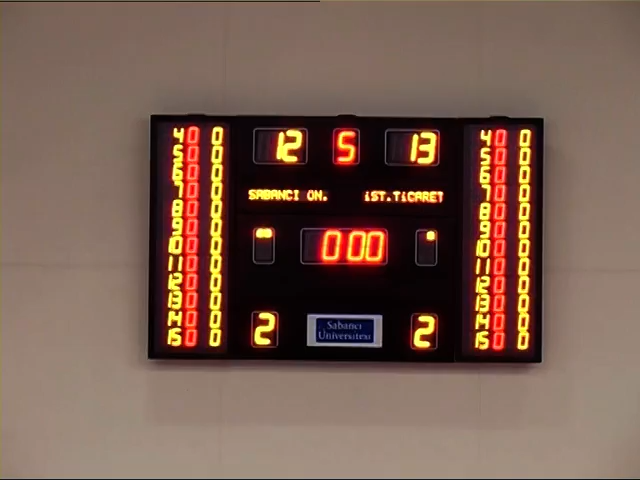 12 5 13
SABANCI ÜN. İST.TİCARET
0:00
2 2
Sabancı
Üniversitesi
4 0 0 4 0 0
5 0 0 5 0 0
6 0 0 6 0 0
7 0 0 7 0 0
8 0 0 8 0 0
9 0 0 9 0 0
10 0 0 10 0 0
11 0 0 11 0 0
12 0 0 12 0 0
13 0 0 13 0 0
14 0 0 14 0 0
15 0 0 15 0 0